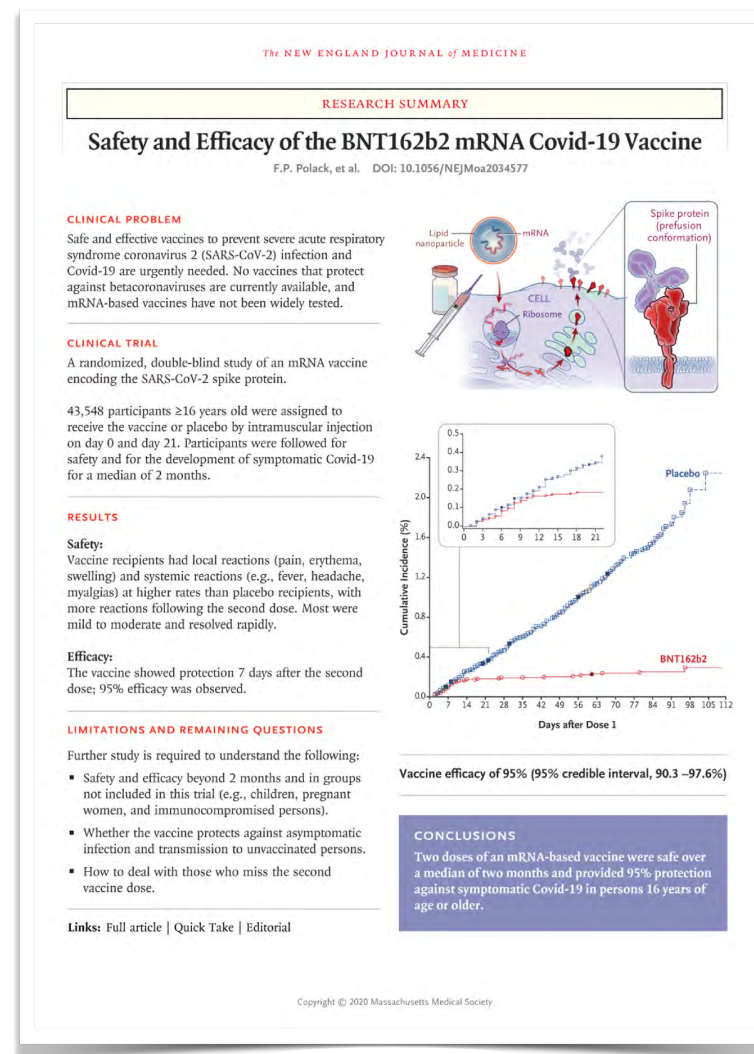 The NEW ENGLAND JOURNAL of MEDICINE
RESEARCH SUMMARY
Safety and Efficacy of the BNT162b2 mRNA Covid-19 Vaccine
F.P. Polack, et al. DOI: 10.1056/NEJMoa2034577
CLINICAL PROBLEM
Safe and effective vaccines to prevent severe acute respiratory
syndrome coronavirus 2 (SARS-CoV-2) infection and
Covid-19 are urgently needed. No vaccines that protect
against betacoronaviruses are currently available, and
mRNA-based vaccines have not been widely tested.
CLINICAL TRIAL
A randomized, double-blind study of an mRNA vaccine
encoding the SARS-CoV-2 spike protein.
43,548 participants ≥16 years old were assigned to
receive the vaccine or placebo by intramuscular injection
on day 0 and day 21. Participants were followed for
safety and for the development of symptomatic Covid-19
for a median of 2 months.
RESULTS
Safety:
Vaccine recipients had local reactions (pain, erythema,
swelling) and systemic reactions (e.g., fever, headache,
myalgias) at higher rates than placebo recipients, with
more reactions following the second dose. Most were
mild to moderate and resolved rapidly.
Efficacy:
The vaccine showed protection 7 days after the second
dose; 95% efficacy was observed.
LIMITATIONS AND REMAINING QUESTIONS
Further study is required to understand the following:
▪ Safety and efficacy beyond 2 months and in groups
not included in this trial (e.g., children, pregnant
women, and immunocompromised persons).
▪ Whether the vaccine protects against asymptomatic
infection and transmission to unvaccinated persons.
▪ How to deal with those who miss the second
vaccine dose.
Links: Full article | Quick Take | Editorial
Lipid
nanoparticle
mRNA
CELL
Ribosome
Spike protein
(prefusion
conformation)
Cumulative Incidence (%)
2.4
2.0
1.6
1.2
0.8
0.4
0.0
0.5
0.4
0.3
0.2
0.1
0.0
0 3 6 9 12 15 18 21
Placebo
BNT162b2
0 7 14 21 28 35 42 49 56 63 70 77 84 91 98 105 112
Days after Dose 1
Vaccine efficacy of 95% (95% credible interval, 90.3 –97.6%)
CONCLUSIONS
Two doses of an mRNA-based vaccine were safe over
a median of two months and provided 95% protection
against symptomatic Covid-19 in persons 16 years of
age or older.
Copyright © 2020 Massachusetts Medical Society